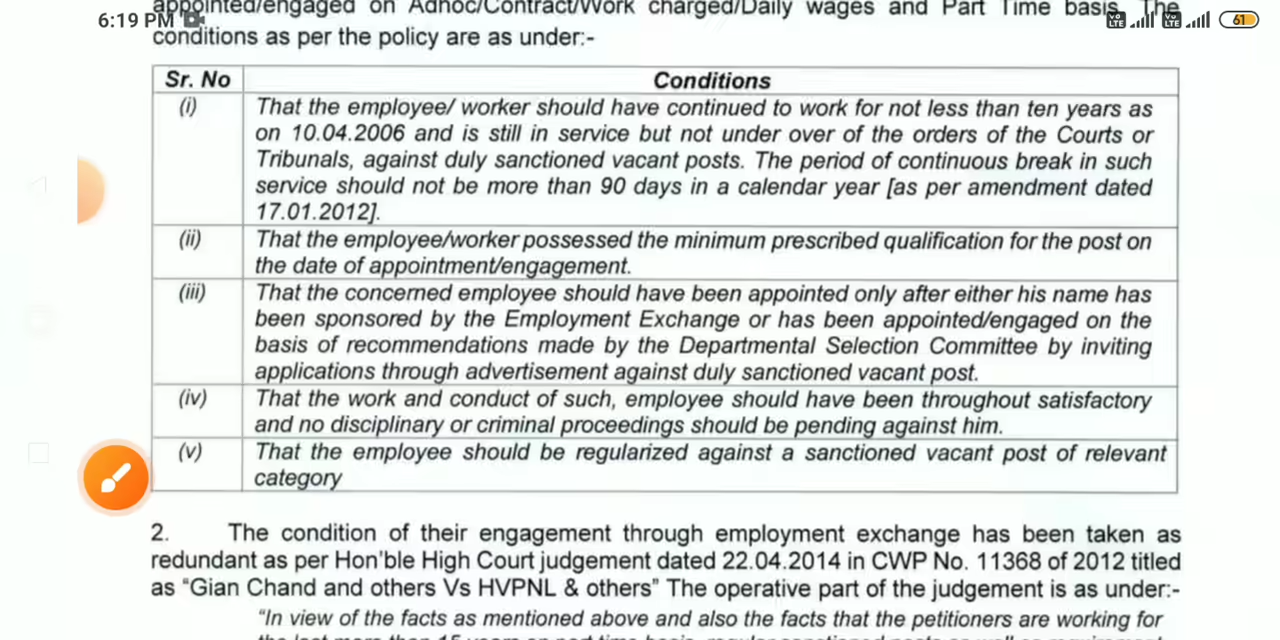 appointed/engaged on Adhoc/Contract/Work charged/Daily wages and Part Time basis. The
6:19 PM
VO LTE VO LTE 61
conditions as per the policy are as under:-
Sr. No Conditions
(i) That the employee/ worker should have continued to work for not less than ten years as
on 10.04.2006 and is still in service but not under over of the orders of the Courts or
Tribunals, against duly sanctioned vacant posts. The period of continuous break in such
service should not be more than 90 days in a calendar year [as per amendment dated
17.01.2012].
(ii) That the employee/worker possessed the minimum prescribed qualification for the post on
the date of appointment/engagement.
(iii) That the concerned employee should have been appointed only after either his name has
been sponsored by the Employment Exchange or has been appointed/engaged on the
basis of recommendations made by the Departmental Selection Committee by inviting
applications through advertisement against duly sanctioned vacant post.
(iv) That the work and conduct of such, employee should have been throughout satisfactory
and no disciplinary or criminal proceedings should be pending against him.
(v) That the employee should be regularized against a sanctioned vacant post of relevant
category
2. The condition of their engagement through employment exchange has been taken as
redundant as per Hon'ble High Court judgement dated 22.04.2014 in CWP No. 11368 of 2012 titled
as “Gian Chand and others Vs HVPNL & others” The operative part of the judgement is as under:-
“In view of the facts as mentioned above and also the facts that the petitioners are working for